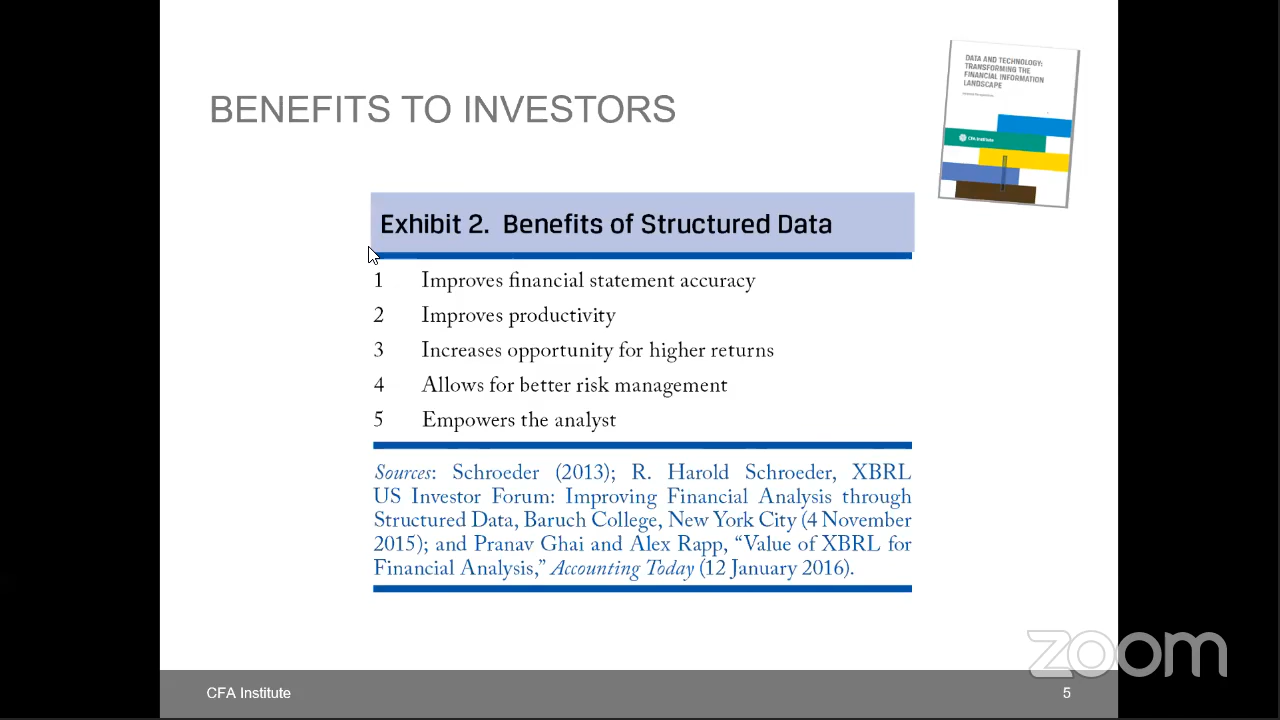 DATA AND TECHNOLOGY:
TRANSFORMING THE
FINANCIAL INFORMATION
LANDSCAPE
CFA Institute
BENEFITS TO INVESTORS
Exhibit 2. Benefits of Structured Data
1 Improves financial statement accuracy
2 Improves productivity
3 Increases opportunity for higher returns
4 Allows for better risk management
5 Empowers the analyst
Sources: Schroeder (2013); R. Harold Schroeder, XBRL
US Investor Forum: Improving Financial Analysis through
Structured Data, Baruch College, New York City (4 November
2015); and Pranav Ghai and Alex Rapp, “Value of XBRL for
Financial Analysis,” Accounting Today (12 January 2016).
zoom
CFA Institute 5